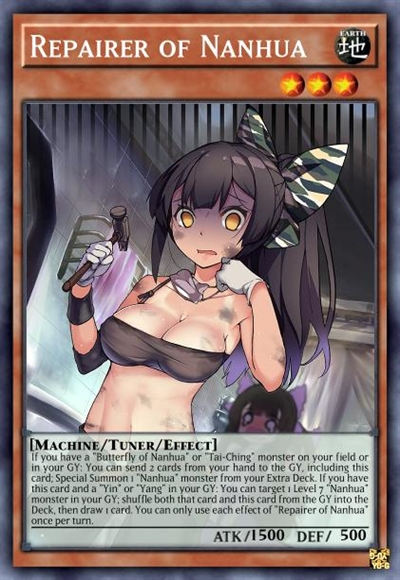 Repairer of Nanhua
EARTH
地
[Machine/Tuner/Effect]
If you have a "Butterfly of Nanhua" or "Tai-Ching" monster on your field or
in your GY: You can send 2 cards from your hand to the GY, including this
card; Special Summon 1 "Nanhua" monster from your Extra Deck. If you have
this card and a "Yin" or "Yang" in your GY: You can target 1 Level 7 "Nanhua"
monster in your GY; shuffle both that card and this card from the GY into the
Deck, then draw 1 card. You can only use each effect of "Repairer of Nanhua"
once per turn.
ATK/1500 DEF/ 500